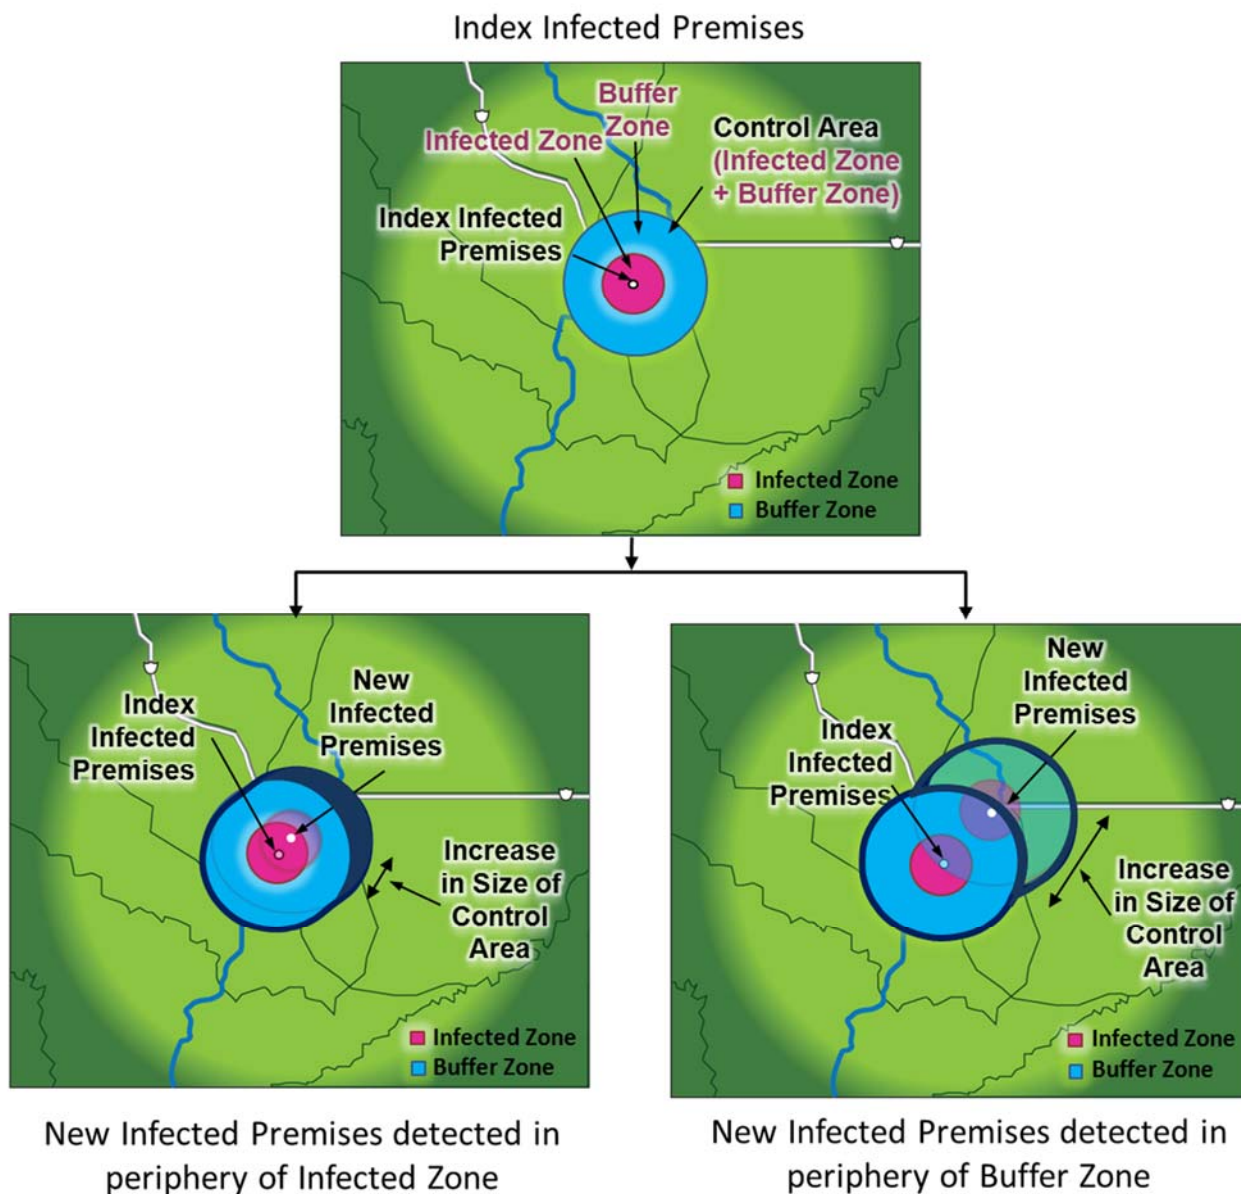 Index Infected Premises
Buffer
Zone
Infected Zone
Control Area
(Infected Zone
+ Buffer Zone)
Index Infected
Premises
Infected Zone
Buffer Zone
Index
Infected
Premises
New
Infected
Premises
Increase
in Size of
Control
Area
Infected Zone
Buffer Zone
New Infected Premises detected in
periphery of Infected Zone
New
Infected
Premises
Index
Infected
Premises
Increase
in Size of
Control
Area
Infected Zone
Buffer Zone
New Infected Premises detected in
periphery of Buffer Zone